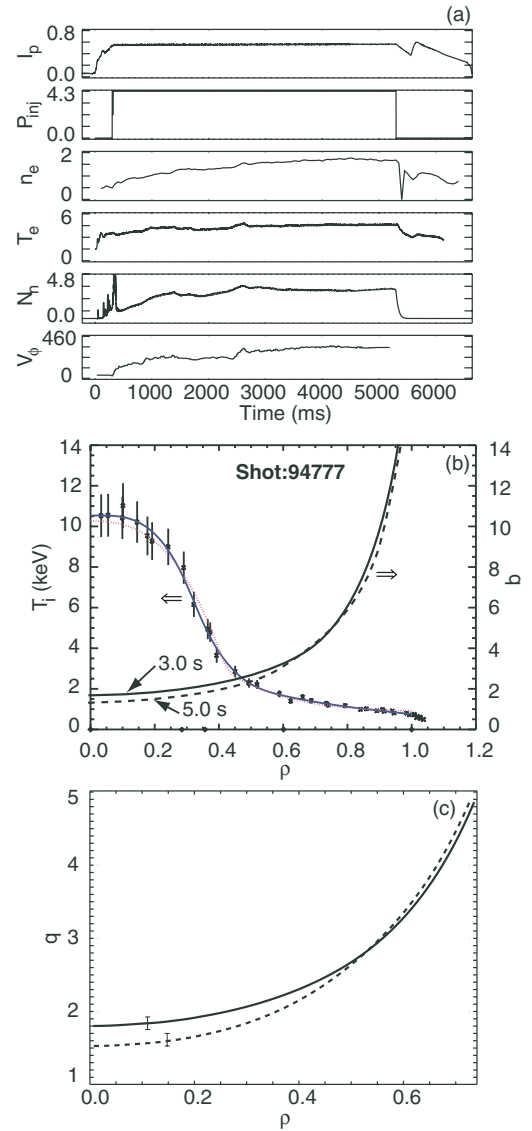 (a)
0.8
I_p
0.0
4.3
P_inj
0.0
2
n_e
0
6
T_e
0
4.8
N_n
0.0
460
V_ϕ
0
0 1000 2000 3000 4000 5000 6000
Time (ms)
14 14
(b)
Shot:94777
12 12
10 10
8 8
T_i (keV)
⇐ ⇒
q
6 6
4 4
3.0 s
2 2
5.0 s
0 0
0.0 0.2 0.4 0.6 0.8 1.0 1.2
ρ
5
(c)
4
q
3
2
1
0.0 0.2 0.4 0.6
ρ